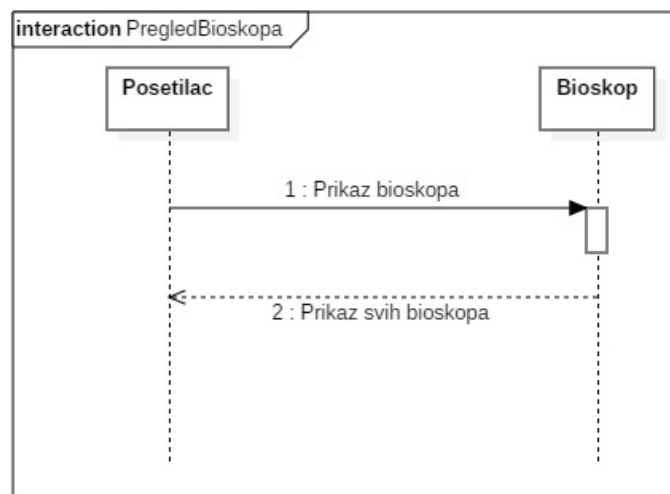 interaction PregledBioskopa
Posetilac
Bioskop
1 : Prikaz bioskopa
2 : Prikaz svih bioskopa